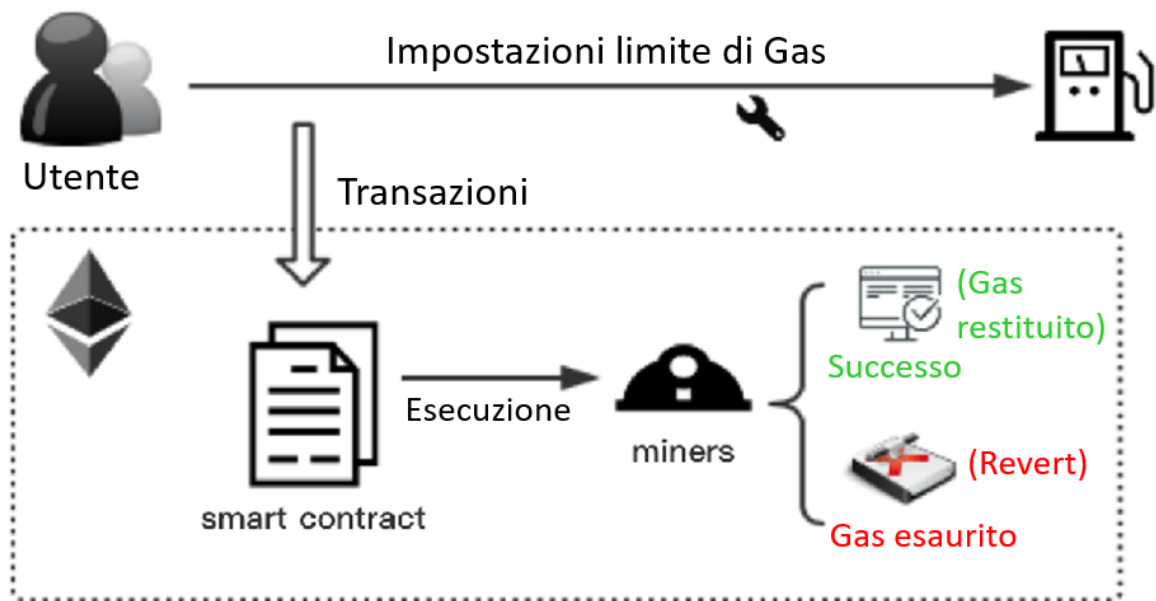 Impostazioni limite di Gas
Utente
Transazioni
(Gas
restituito)
Successo
Esecuzione
miners
(Revert)
smart contract
Gas esaurito